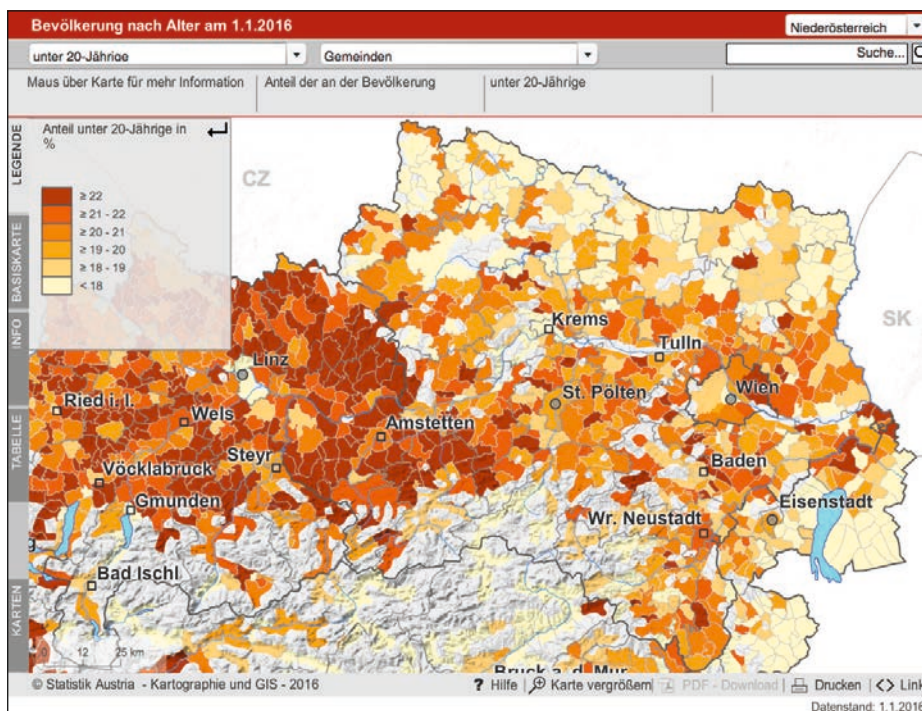 Bevölkerung nach Alter am 1.1.2016
Niederösterreich
unter 20-Jährige
Gemeinden
Suche...
Maus über Karte für mehr Information
Anteil der an der Bevölkerung
unter 20-Jährige
LEGENDE
BASISKARTE
INFO
TABELLE
KARTEN
Anteil unter 20-Jährige in
%
≥ 22
≥ 21 - 22
≥ 20 - 21
≥ 19 - 20
≥ 18 - 19
< 18
CZ
SK
Krems
Tulln
Linz
St. Pölten
Wien
Ried i. I.
Wels
Amstetten
Steyr
Baden
Vöcklabruck
Gmunden
Eisenstadt
Wr. Neustadt
Bad Ischl
Bruck a. d. Mur
0 12 25 km
© Statistik Austria - Kartographie und GIS - 2016
? Hilfe | Karte vergrößern | PDF - Download | Drucken | <> Link
Datenstand: 1.1.2016